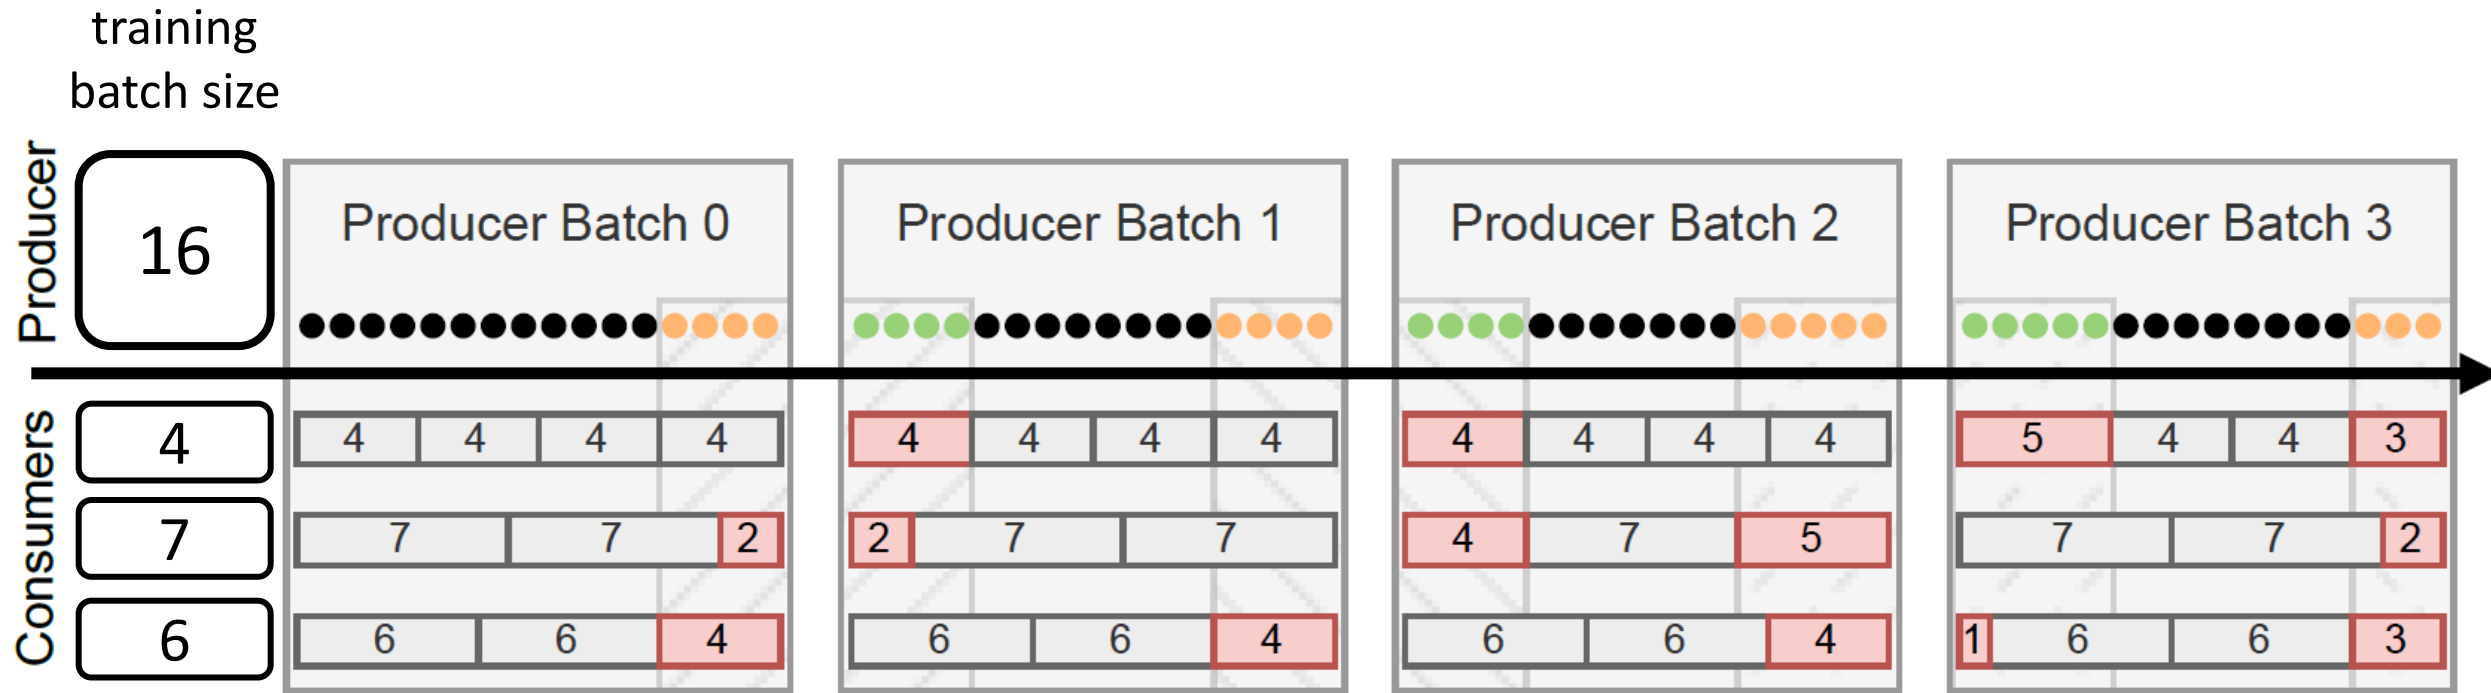 training
batch size
Producer
16
Producer Batch 0
Producer Batch 1
Producer Batch 2
Producer Batch 3
Consumers
4
4 4 4 4
4 4 4 4
4 4 4 4
5 4 4 3
7
7 7 2
2 7 7
4 7 5
7 7 2
6
6 6 4
6 6 4
6 6 4
1 6 6 3